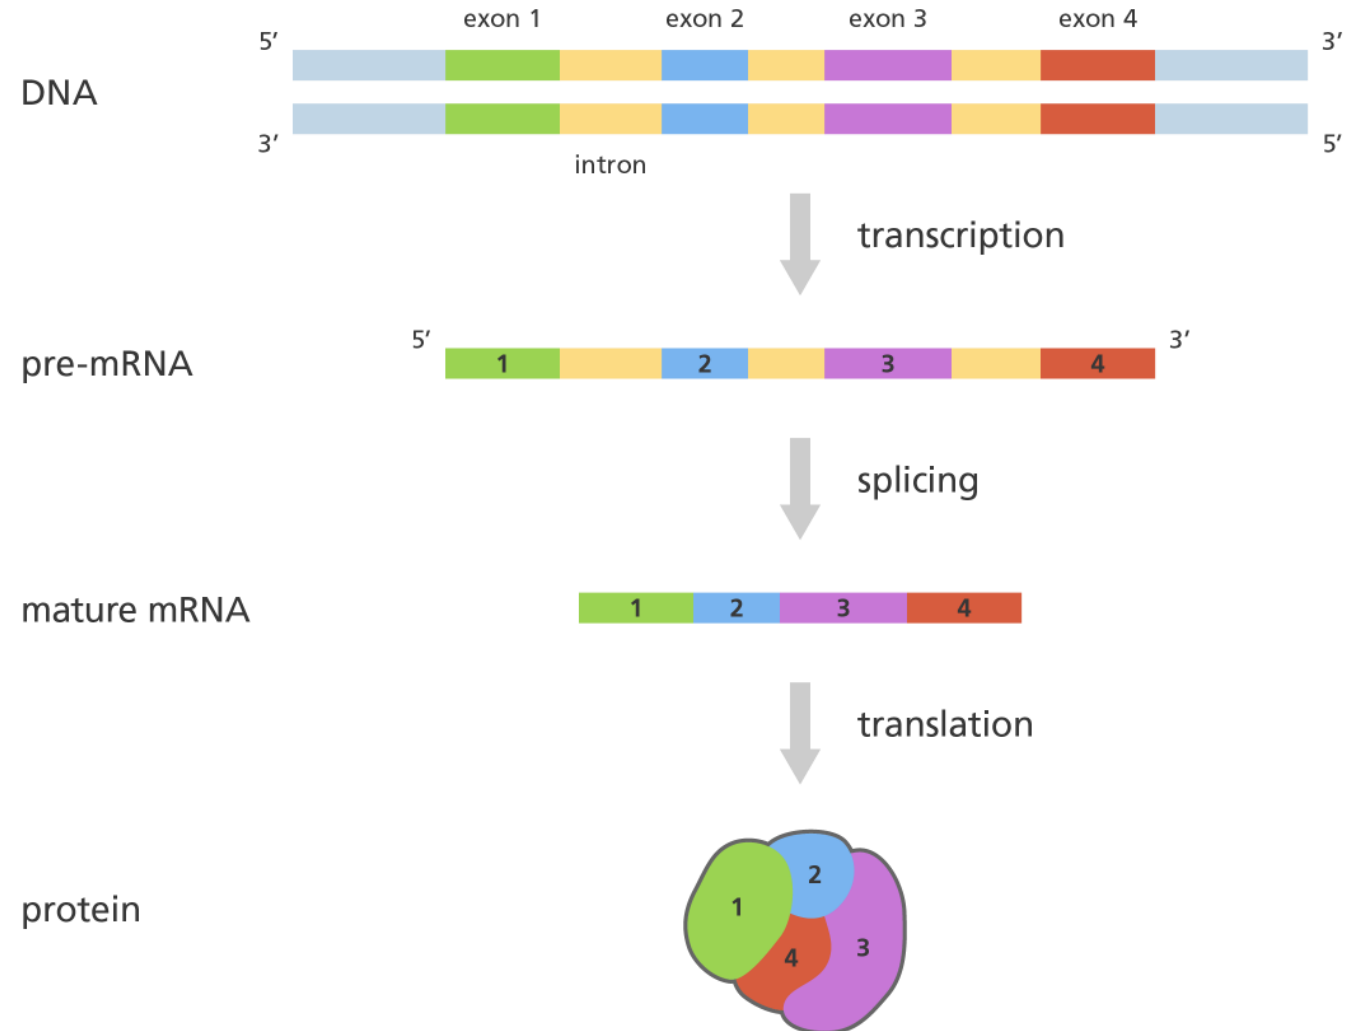 exon 1 exon 2 exon 3 exon 4
5’ 3’
DNA
3’ 5’
intron
transcription
5’ 3’
pre-mRNA 1 2 3 4
splicing
mature mRNA 1 2 3 4
translation
2
1
protein
3
4